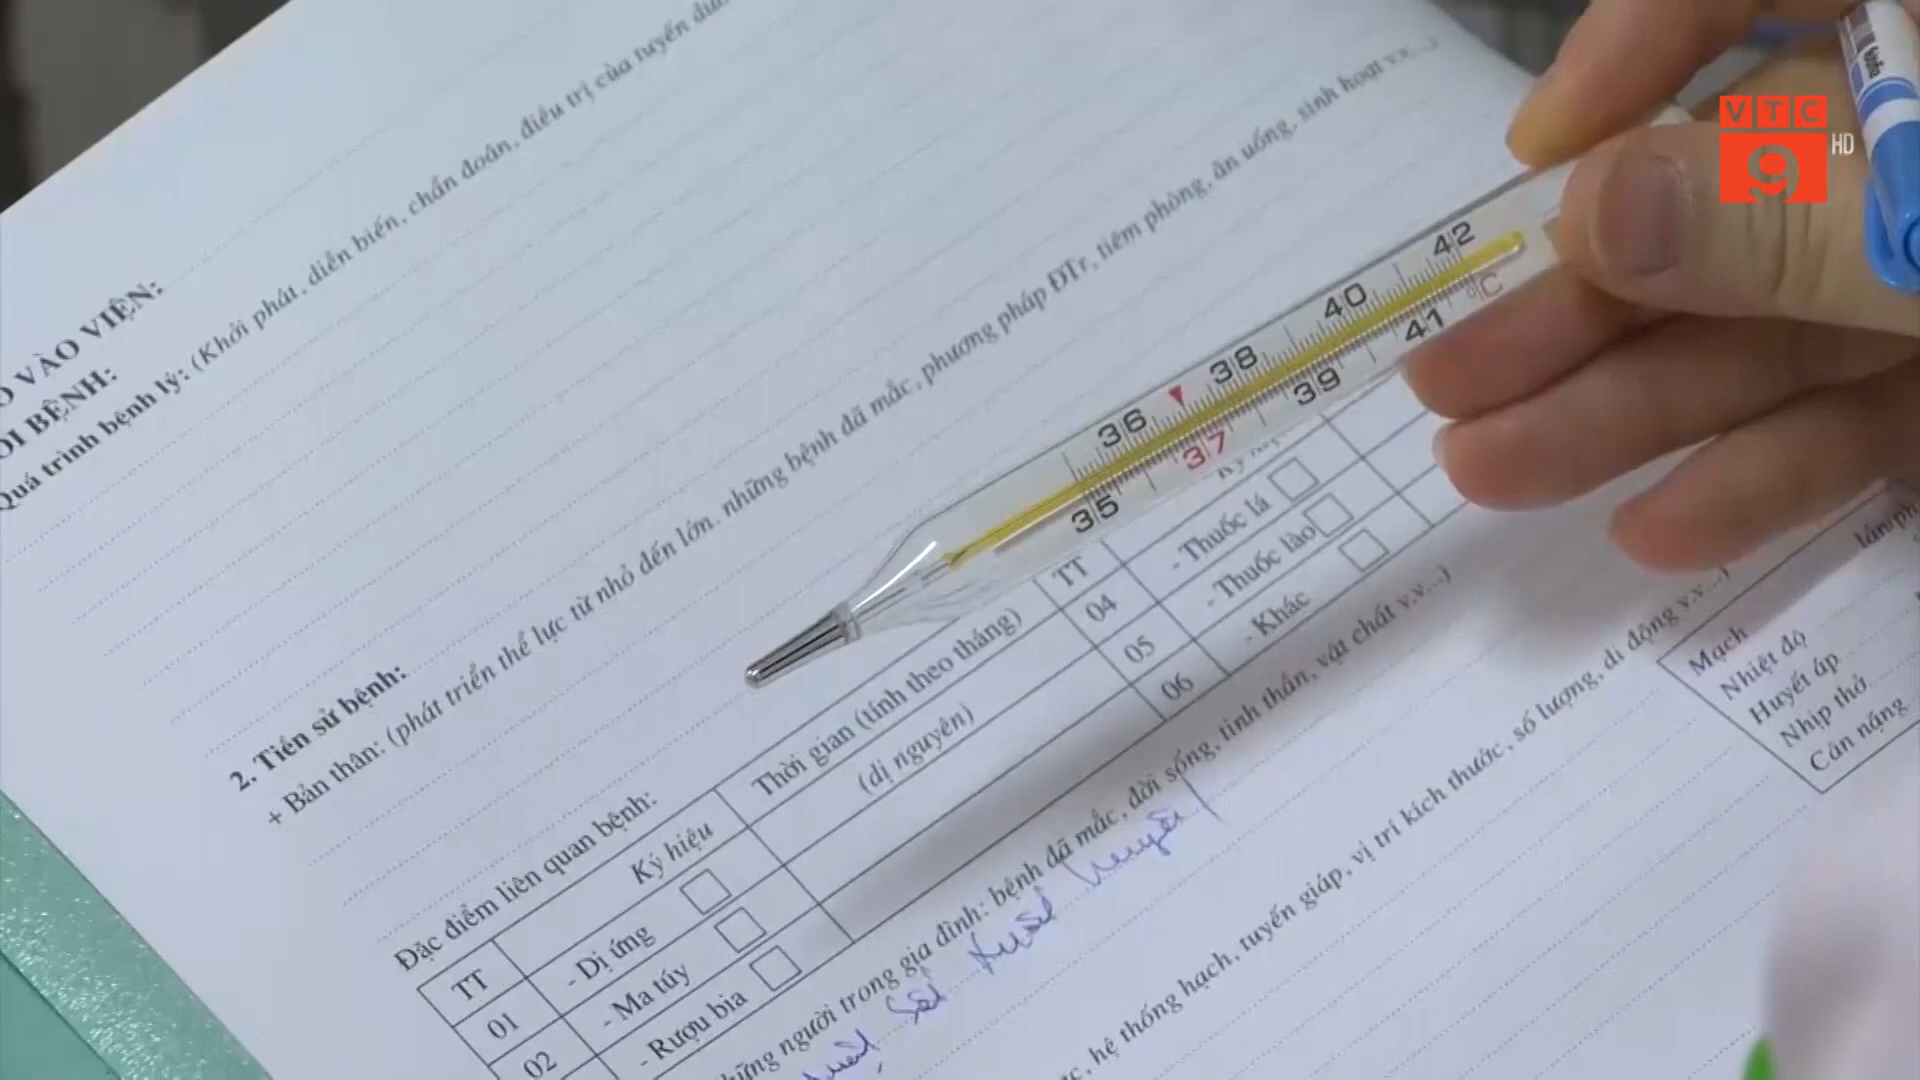 VTC
9
HD
VÀO VIỆN:
BỆNH:
Quá trình bệnh lý: (Khởi phát, diễn biến, chẩn đoán, điều trị của tuyến
2. Tiền sử bệnh:
+ Bản thân: (phát triển thể lực từ nhỏ đến lớn. những bệnh đã mắc, phương pháp ĐTr, tiêm phòng, ăn uống, sinh hoạt v.v...)
36 38 40 42
35 37 39 41 °C
Đặc điểm liên quan bệnh:
TT Ký hiệu Thời gian (tính theo tháng) TT
01 - Dị ứng (dị nguyên) 04 - Thuốc lá
02 - Ma túy 05 - Thuốc lào
- Rượu bia 06 - Khác
những người trong gia đình: bệnh đã mắc, đời sống, tinh thần, vật chất v.v...)
hệ thống hạch, tuyến giáp, vị trí kích thước, số lượng, di động v.v...)
Mạch
Nhiệt độ
Huyết áp
Nhịp thở
Cân nặng
lần/ph